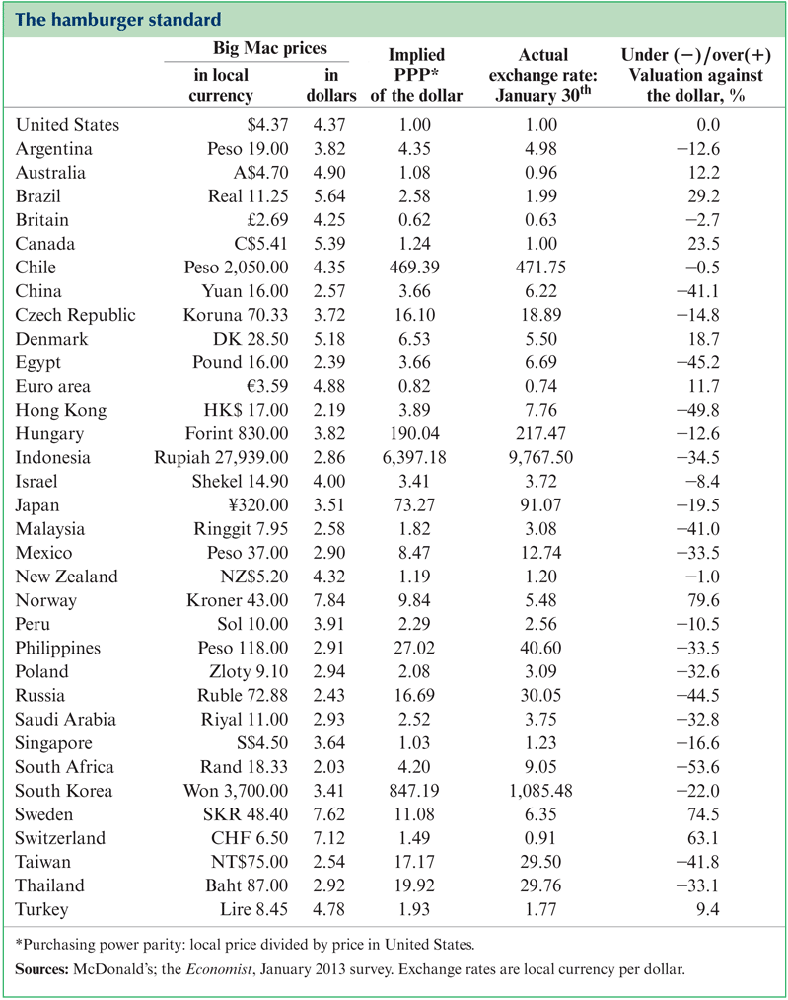 The hamburger standard
Big Mac prices
Implied Actual Under (−)/over(+)
in local in PPP* exchange rate: Valuation against
currency dollars of the dollar January 30th the dollar, %
United States $4.37 4.37 1.00 1.00 0.0
Argentina Peso 19.00 3.82 4.35 4.98 −12.6
Australia A$4.70 4.90 1.08 0.96 12.2
Brazil Real 11.25 5.64 2.58 1.99 29.2
Britain £2.69 4.25 0.62 0.63 −2.7
Canada C$5.41 5.39 1.24 1.00 23.5
Chile Peso 2,050.00 4.35 469.39 471.75 −0.5
China Yuan 16.00 2.57 3.66 6.22 −41.1
Czech Republic Koruna 70.33 3.72 16.10 18.89 −14.8
Denmark DK 28.50 5.18 6.53 5.50 18.7
Egypt Pound 16.00 2.39 3.66 6.69 −45.2
Euro area €3.59 4.88 0.82 0.74 11.7
Hong Kong HK$ 17.00 2.19 3.89 7.76 −49.8
Hungary Forint 830.00 3.82 190.04 217.47 −12.6
Indonesia Rupiah 27,939.00 2.86 6,397.18 9,767.50 −34.5
Israel Shekel 14.90 4.00 3.41 3.72 −8.4
Japan ¥320.00 3.51 73.27 91.07 −19.5
Malaysia Ringgit 7.95 2.58 1.82 3.08 −41.0
Mexico Peso 37.00 2.90 8.47 12.74 −33.5
New Zealand NZ$5.20 4.32 1.19 1.20 −1.0
Norway Kroner 43.00 7.84 9.84 5.48 79.6
Peru Sol 10.00 3.91 2.29 2.56 −10.5
Philippines Peso 118.00 2.91 27.02 40.60 −33.5
Poland Zloty 9.10 2.94 2.08 3.09 −32.6
Russia Ruble 72.88 2.43 16.69 30.05 −44.5
Saudi Arabia Riyal 11.00 2.93 2.52 3.75 −32.8
Singapore S$4.50 3.64 1.03 1.23 −16.6
South Africa Rand 18.33 2.03 4.20 9.05 −53.6
South Korea Won 3,700.00 3.41 847.19 1,085.48 −22.0
Sweden SKR 48.40 7.62 11.08 6.35 74.5
Switzerland CHF 6.50 7.12 1.49 0.91 63.1
Taiwan NT$75.00 2.54 17.17 29.50 −41.8
Thailand Baht 87.00 2.92 19.92 29.76 −33.1
Turkey Lire 8.45 4.78 1.93 1.77 9.4
*Purchasing power parity: local price divided by price in United States.
Sources: McDonald's; the Economist, January 2013 survey. Exchange rates are local currency per dollar.